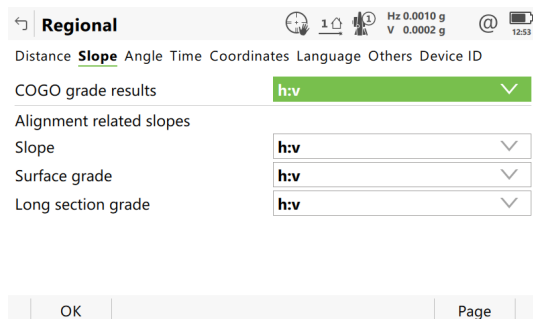 Regional 1 1 Hz 0.0010 g @
V 0.0002 g 12:53
Distance Slope Angle Time Coordinates Language Others Device ID
COGO grade results h:v
Alignment related slopes
Slope h:v
Surface grade h:v
Long section grade h:v
OK Page